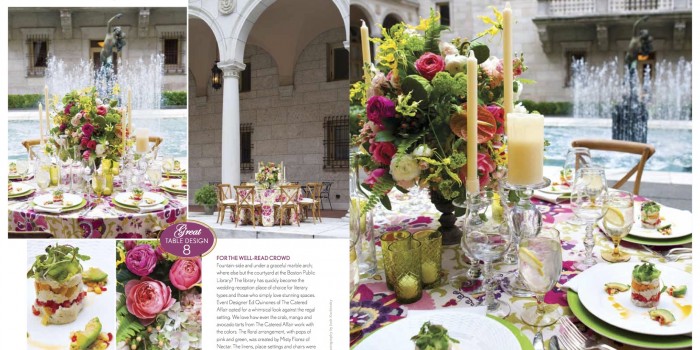 Great
TABLE DESIGN
8
FOR THE WELL-READ CROWD
Fountain-side and under a graceful marble arch,
where else but the courtyard at the Boston Public
Library? The library has quickly become the
wedding reception place of choice for literary
types and those who simply love stunning spaces.
Event Designer Ed Quinones of The Catered
Affair opted for a whimsical look against the regal
setting. We love how even the crab, mango and
avocado tarts from The Catered Affair work with
the colors. The floral arrangement, with pops of
pink and green, was created by Misty Florez of
Nectar. The linens, place settings and chairs were